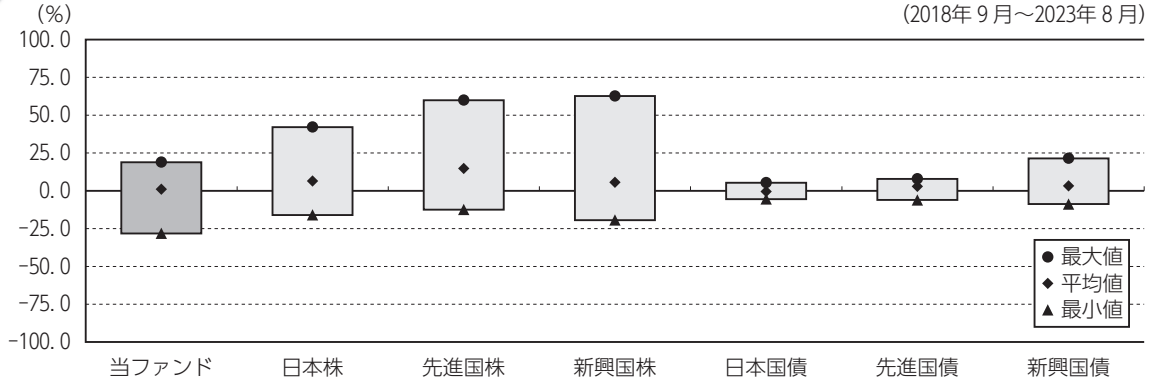 (%)
(2018年9月～2023年8月)
100.0
75.0
50.0
25.0
0.0
-25.0
-50.0
-75.0
-100.0
● 最大値
◆ 平均値
▲ 最小値
当ファンド 日本株 先進国株 新興国株 日本国債 先進国債 新興国債